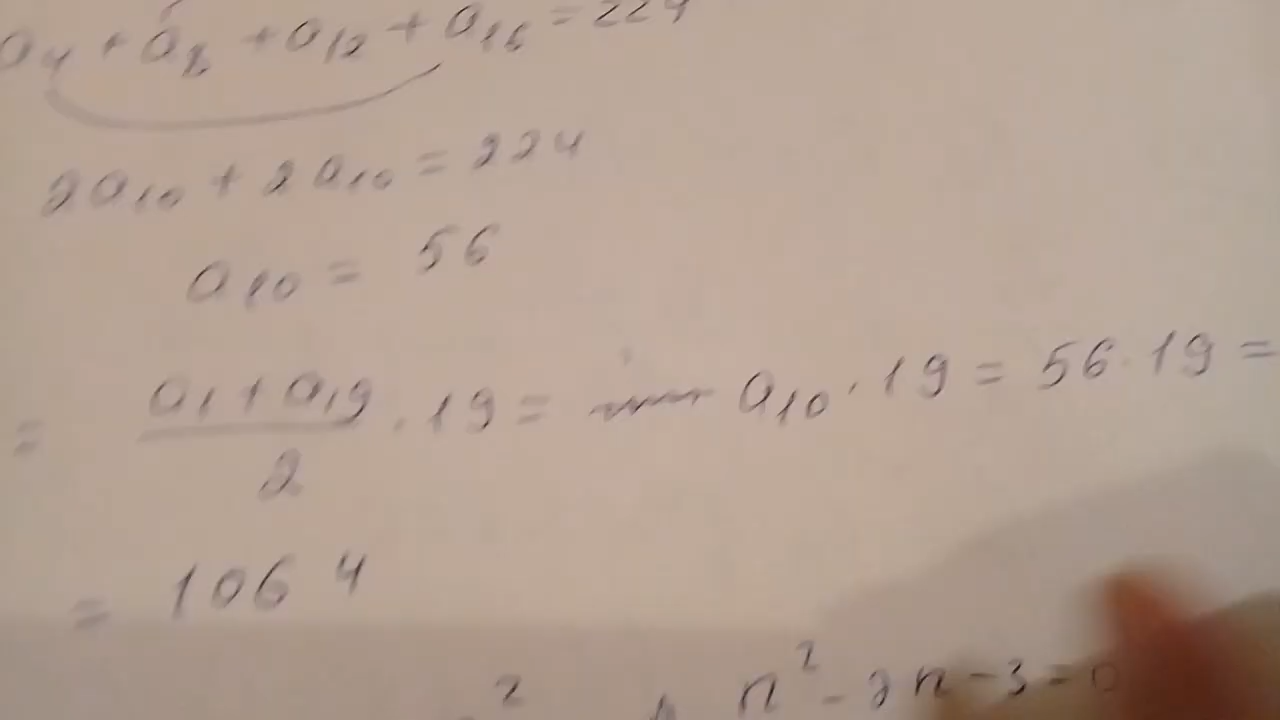 a₄ + a₈ + a₁₂ + a₁₆ = 224
2a₁₀ + 2a₁₀ = 224
a₁₀ = 56
= (a₁ + a₁₉)/2 · 19 = a₁₀ · 19 = 56 · 19 =
= 1064
n² - 2n - 3 = 0